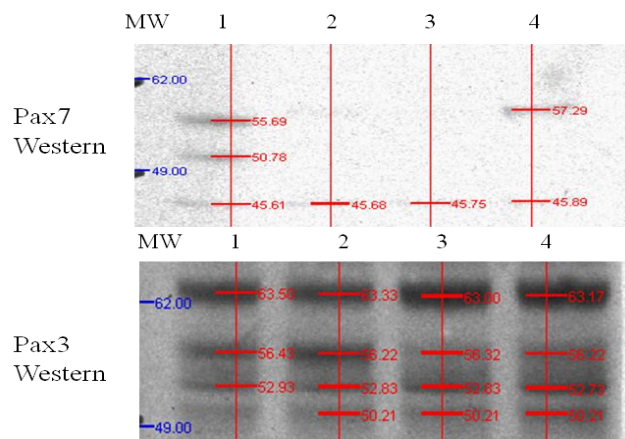 MW 1 2 3 4
62.00
Pax7
Western
57.29
55.69
50.78
49.00
45.61 45.68 45.75 45.89
MW 1 2 3 4
62.00
63.56 63.33 63.00 63.17
Pax3
Western
56.43 56.22 56.32 56.22
52.93 52.83 52.83 52.73
50.21 50.21 50.21
49.00